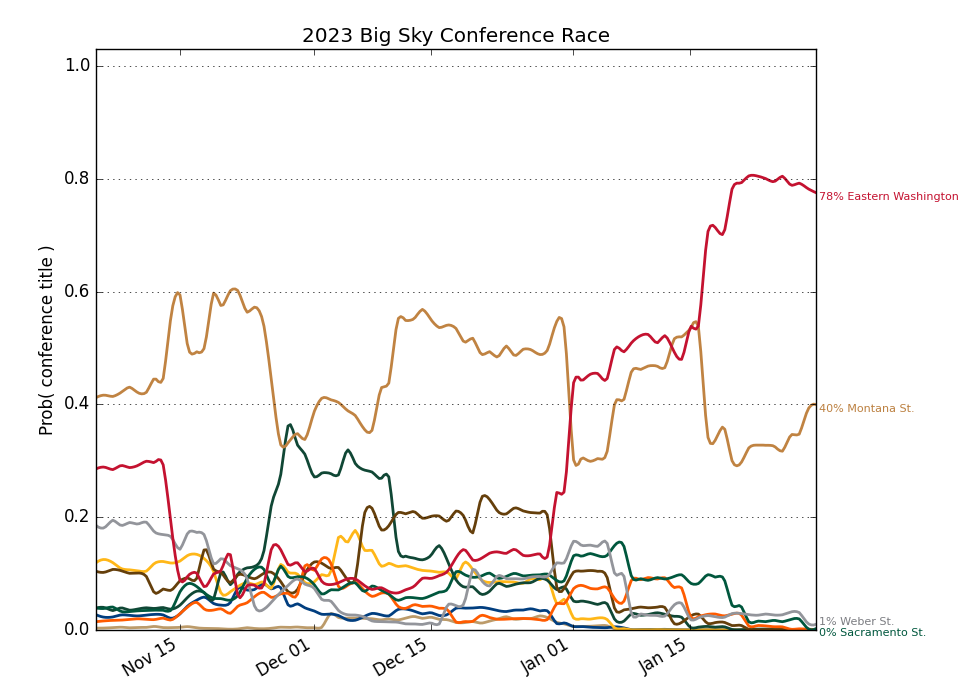 2023 Big Sky Conference Race
Prob( conference title )
1.0
0.8
0.6
0.4
0.2
0.0
Nov 15
Dec 01
Dec 15
Jan 01
Jan 15
78% Eastern Washington
40% Montana St.
1% Weber St.
0% Sacramento St.